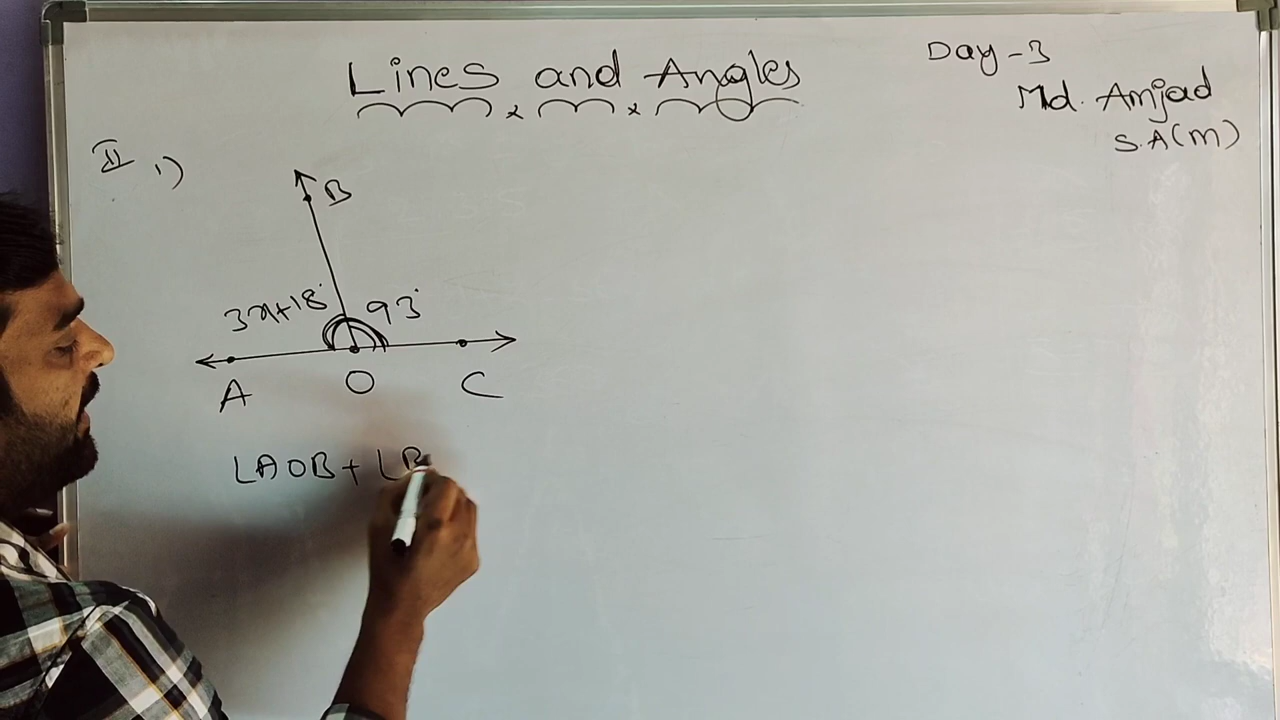 Lines and Angles
Day-3
Md. Amjad
S.A(M)
II 1)
B
3x+18° 93°
A O C
∠AOB + ∠B